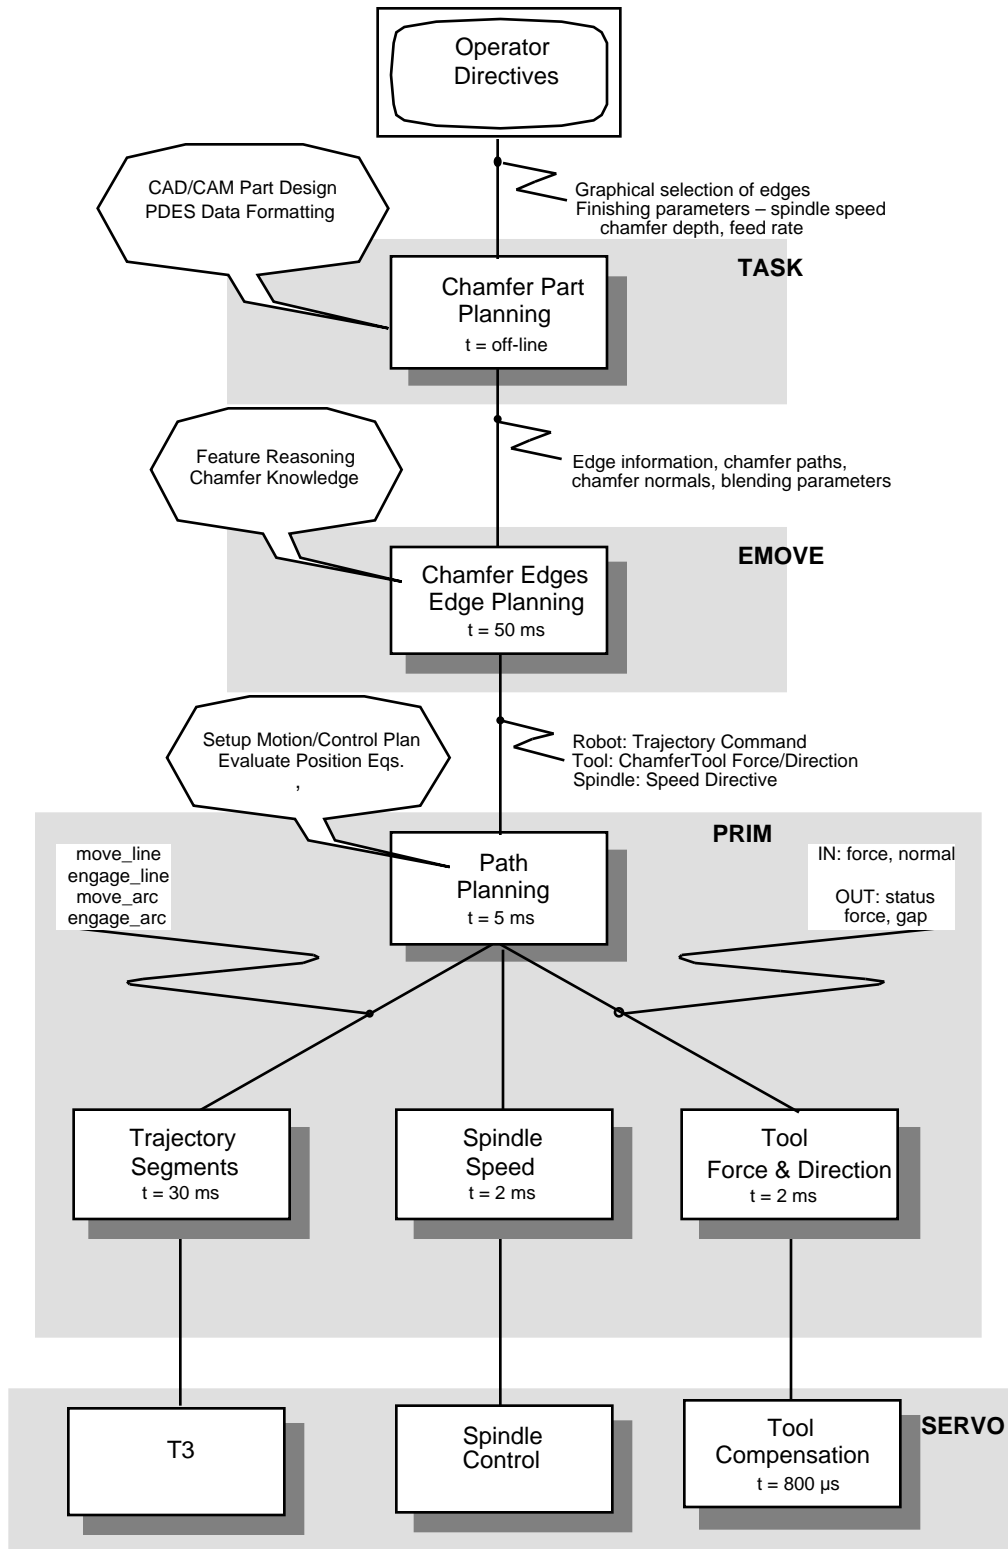 Operator
Directives
CAD/CAM Part Design
PDES Data Formatting
Graphical selection of edges
Finishing parameters – spindle speed
chamfer depth, feed rate
TASK
Chamfer Part
Planning
t = off-line
Feature Reasoning
Chamfer Knowledge
Edge information, chamfer paths,
chamfer normals, blending parameters
EMOVE
Chamfer Edges
Edge Planning
t = 50 ms
Setup Motion/Control Plan
Evaluate Position Eqs.
,
Robot: Trajectory Command
Tool: ChamferTool Force/Direction
Spindle: Speed Directive
PRIM
move_line
engage_line
move_arc
engage_arc
Path
Planning
t = 5 ms
IN: force, normal
OUT: status
force, gap
Trajectory
Segments
t = 30 ms
Spindle
Speed
t = 2 ms
Tool
Force & Direction
t = 2 ms
SERVO
T3
Spindle
Control
Tool
Compensation
t = 800 µs